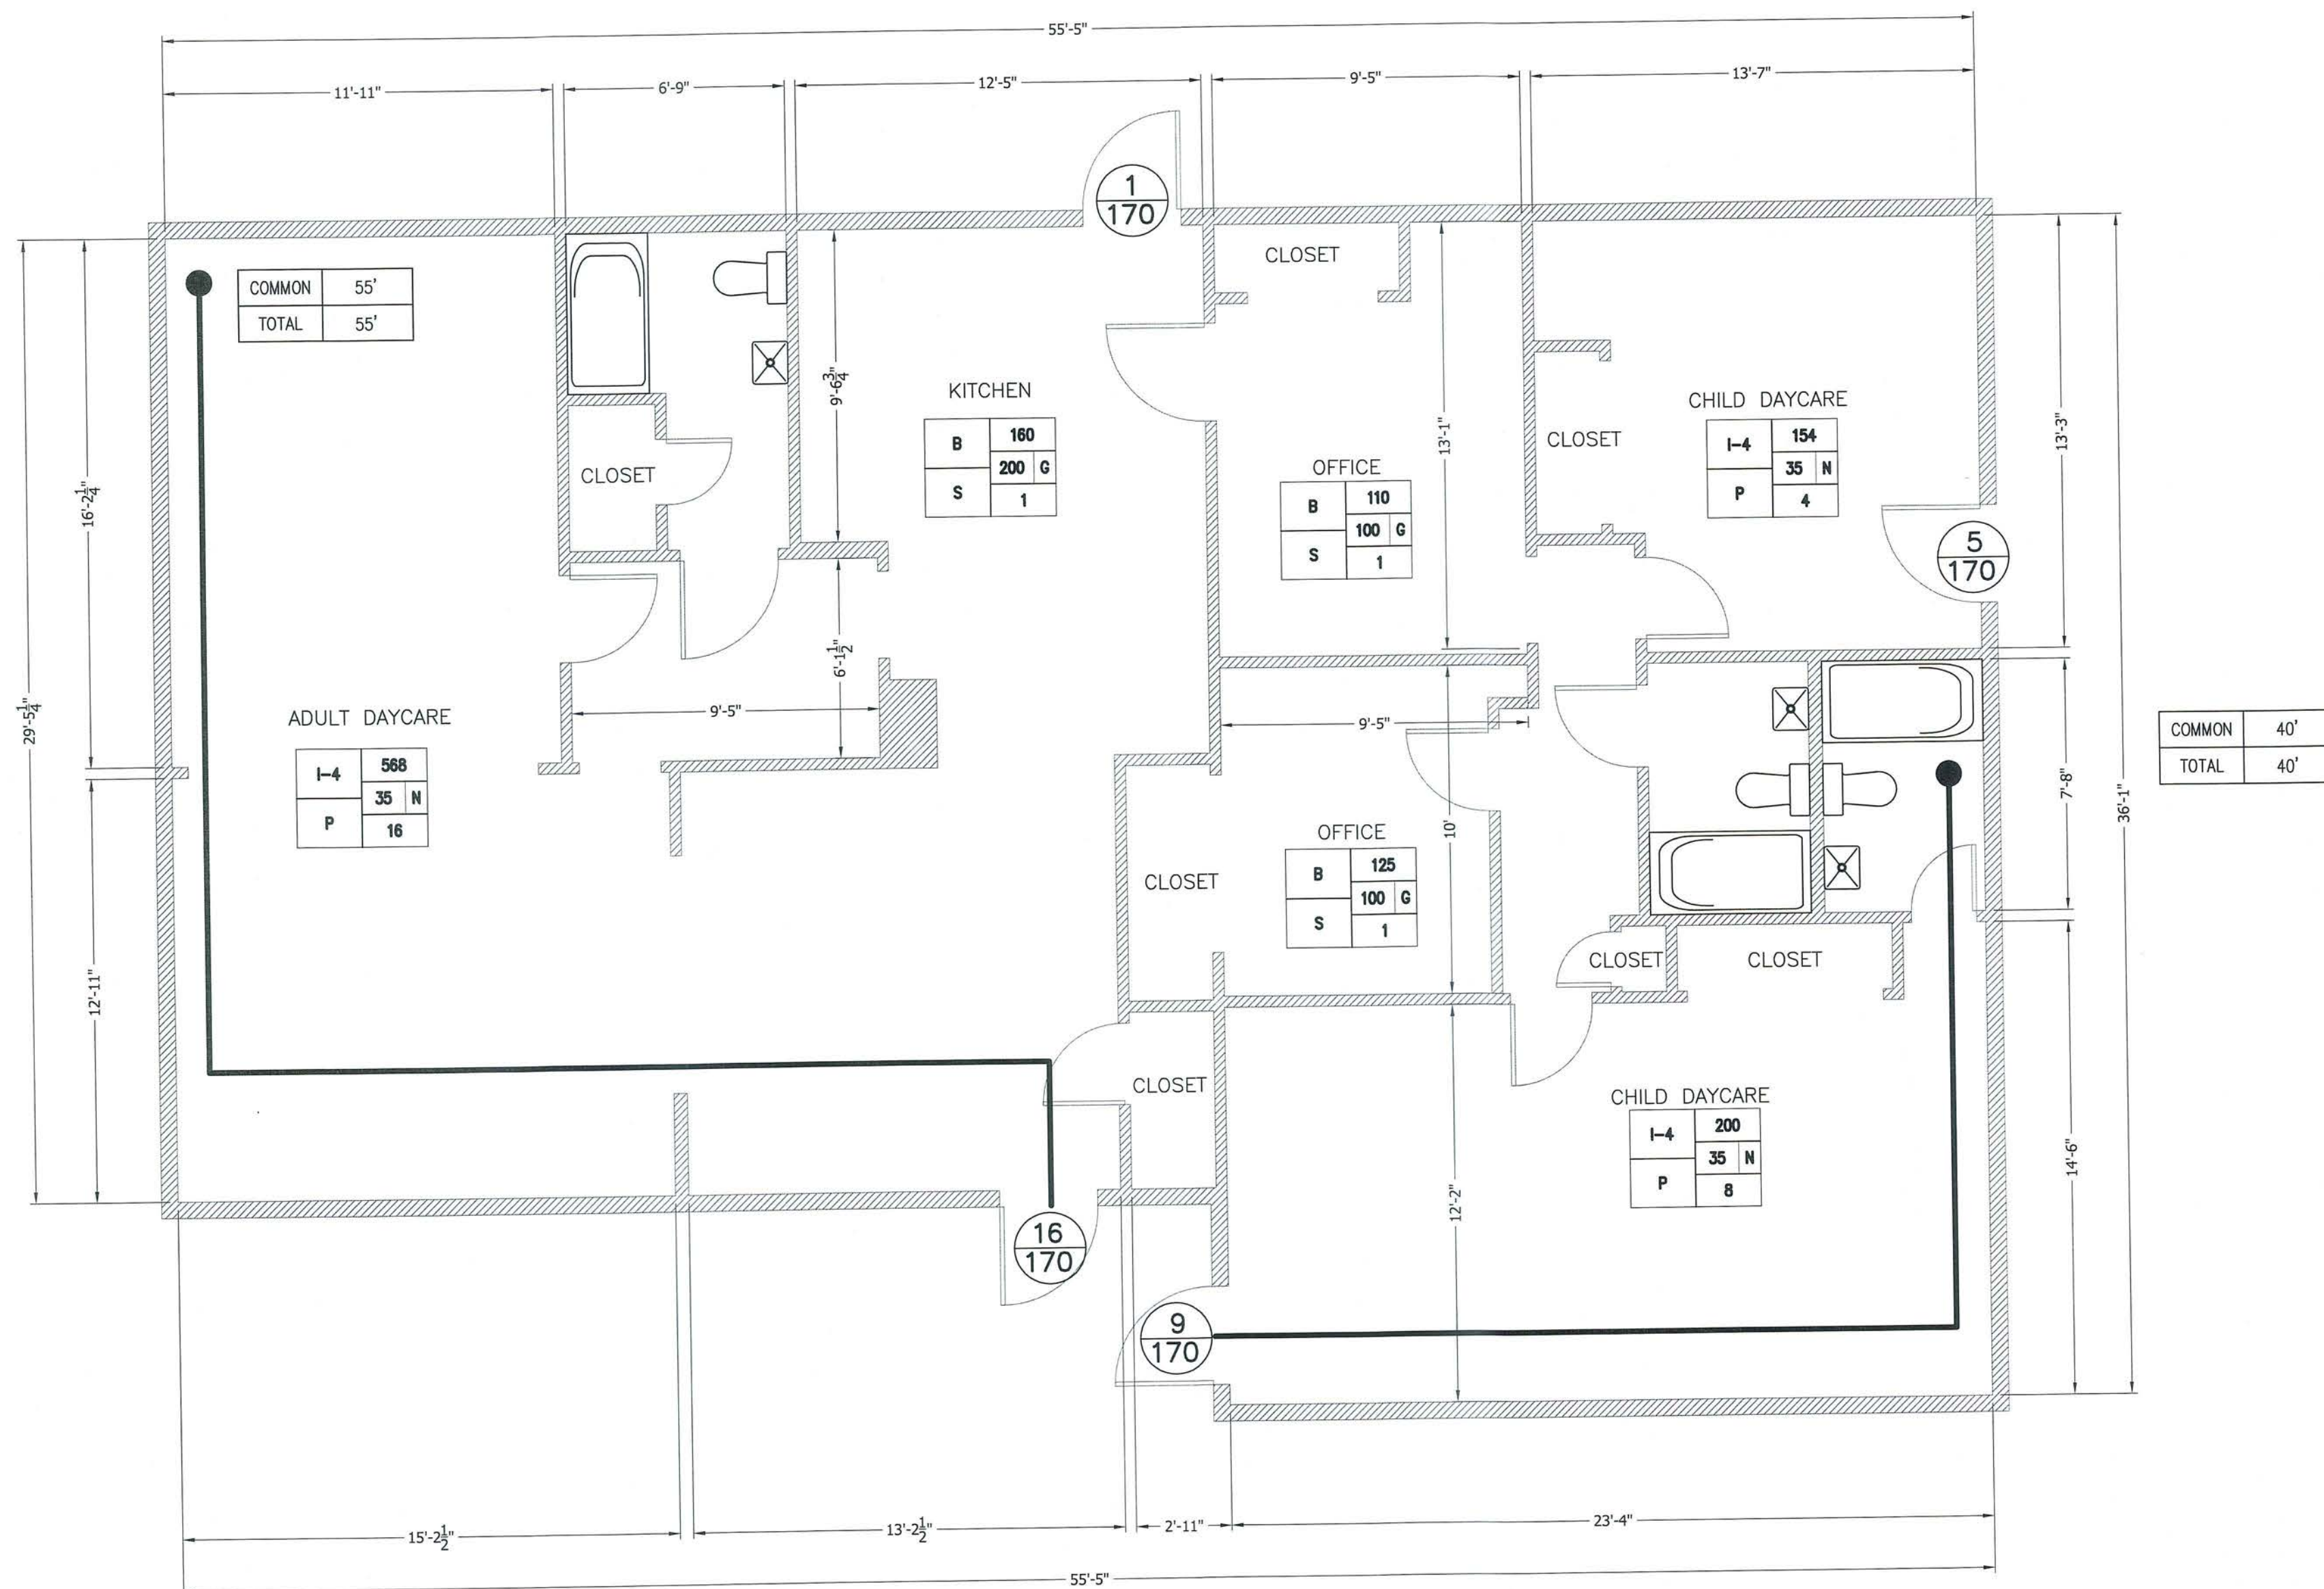 55'-5"
11'-11"
6'-9"
12'-5"
9'-5"
13'-7"
1
170
CLOSET
COMMON 55'
TOTAL 55'
KITCHEN
B 160
200 G
S 1
9'-6 3/4"
13'-1"
CHILD DAYCARE
I-4 154
35 N
P 4
CLOSET
13'-3"
CLOSET
OFFICE
B 110
100 G
S 1
16'-2 1/4"
5
170
6'-1 1/2"
29'-5 1/4"
ADULT DAYCARE
I-4 568
35 N
P 16
9'-5"
9'-5"
COMMON 40'
TOTAL 40'
7'-8"
36'-1"
OFFICE
B 125
100 G
S 1
10'
CLOSET
CLOSET
CLOSET
12'-11"
CLOSET
CHILD DAYCARE
I-4 200
35 N
P 8
14'-6"
12'-2"
16
170
9
170
15'-2 1/2"
13'-2 1/2"
2'-11"
23'-4"
55'-5"